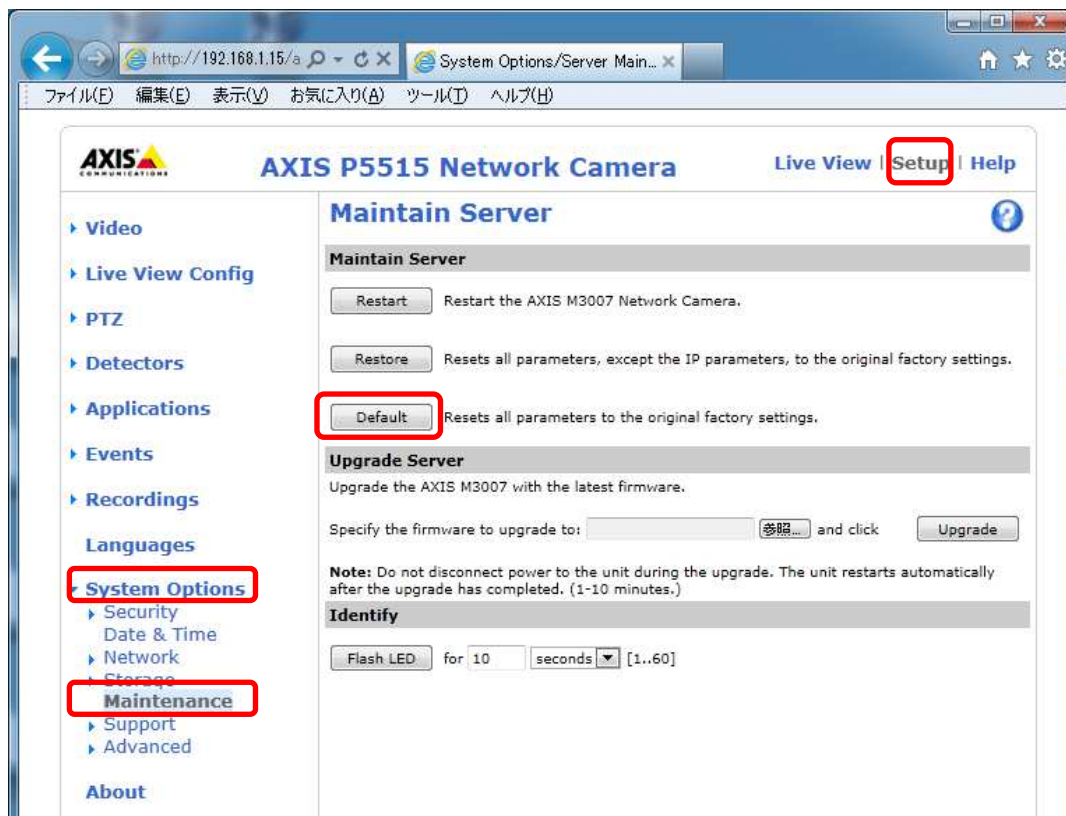 http://192.168.1.15/a
System Options/Server Main...
ファイル(F) 編集(E) 表示(V) お気に入り(A) ツール(T) ヘルプ(H)
AXIS
COMMUNICATIONS
AXIS P5515 Network Camera
Live View | Setup | Help
Video
Live View Config
PTZ
Detectors
Applications
Events
Recordings
Languages
System Options
Security
Date & Time
Network
Storage
Maintenance
Support
Advanced
About
Maintain Server
Maintain Server
Restart Restart the AXIS M3007 Network Camera.
Restore Resets all parameters, except the IP parameters, to the original factory settings.
Default Resets all parameters to the original factory settings.
Upgrade Server
Upgrade the AXIS M3007 with the latest firmware.
Specify the firmware to upgrade to: 参照... and click Upgrade
Note: Do not disconnect power to the unit during the upgrade. The unit restarts automatically
after the upgrade has completed. (1-10 minutes.)
Identify
Flash LED for 10 seconds [1..60]